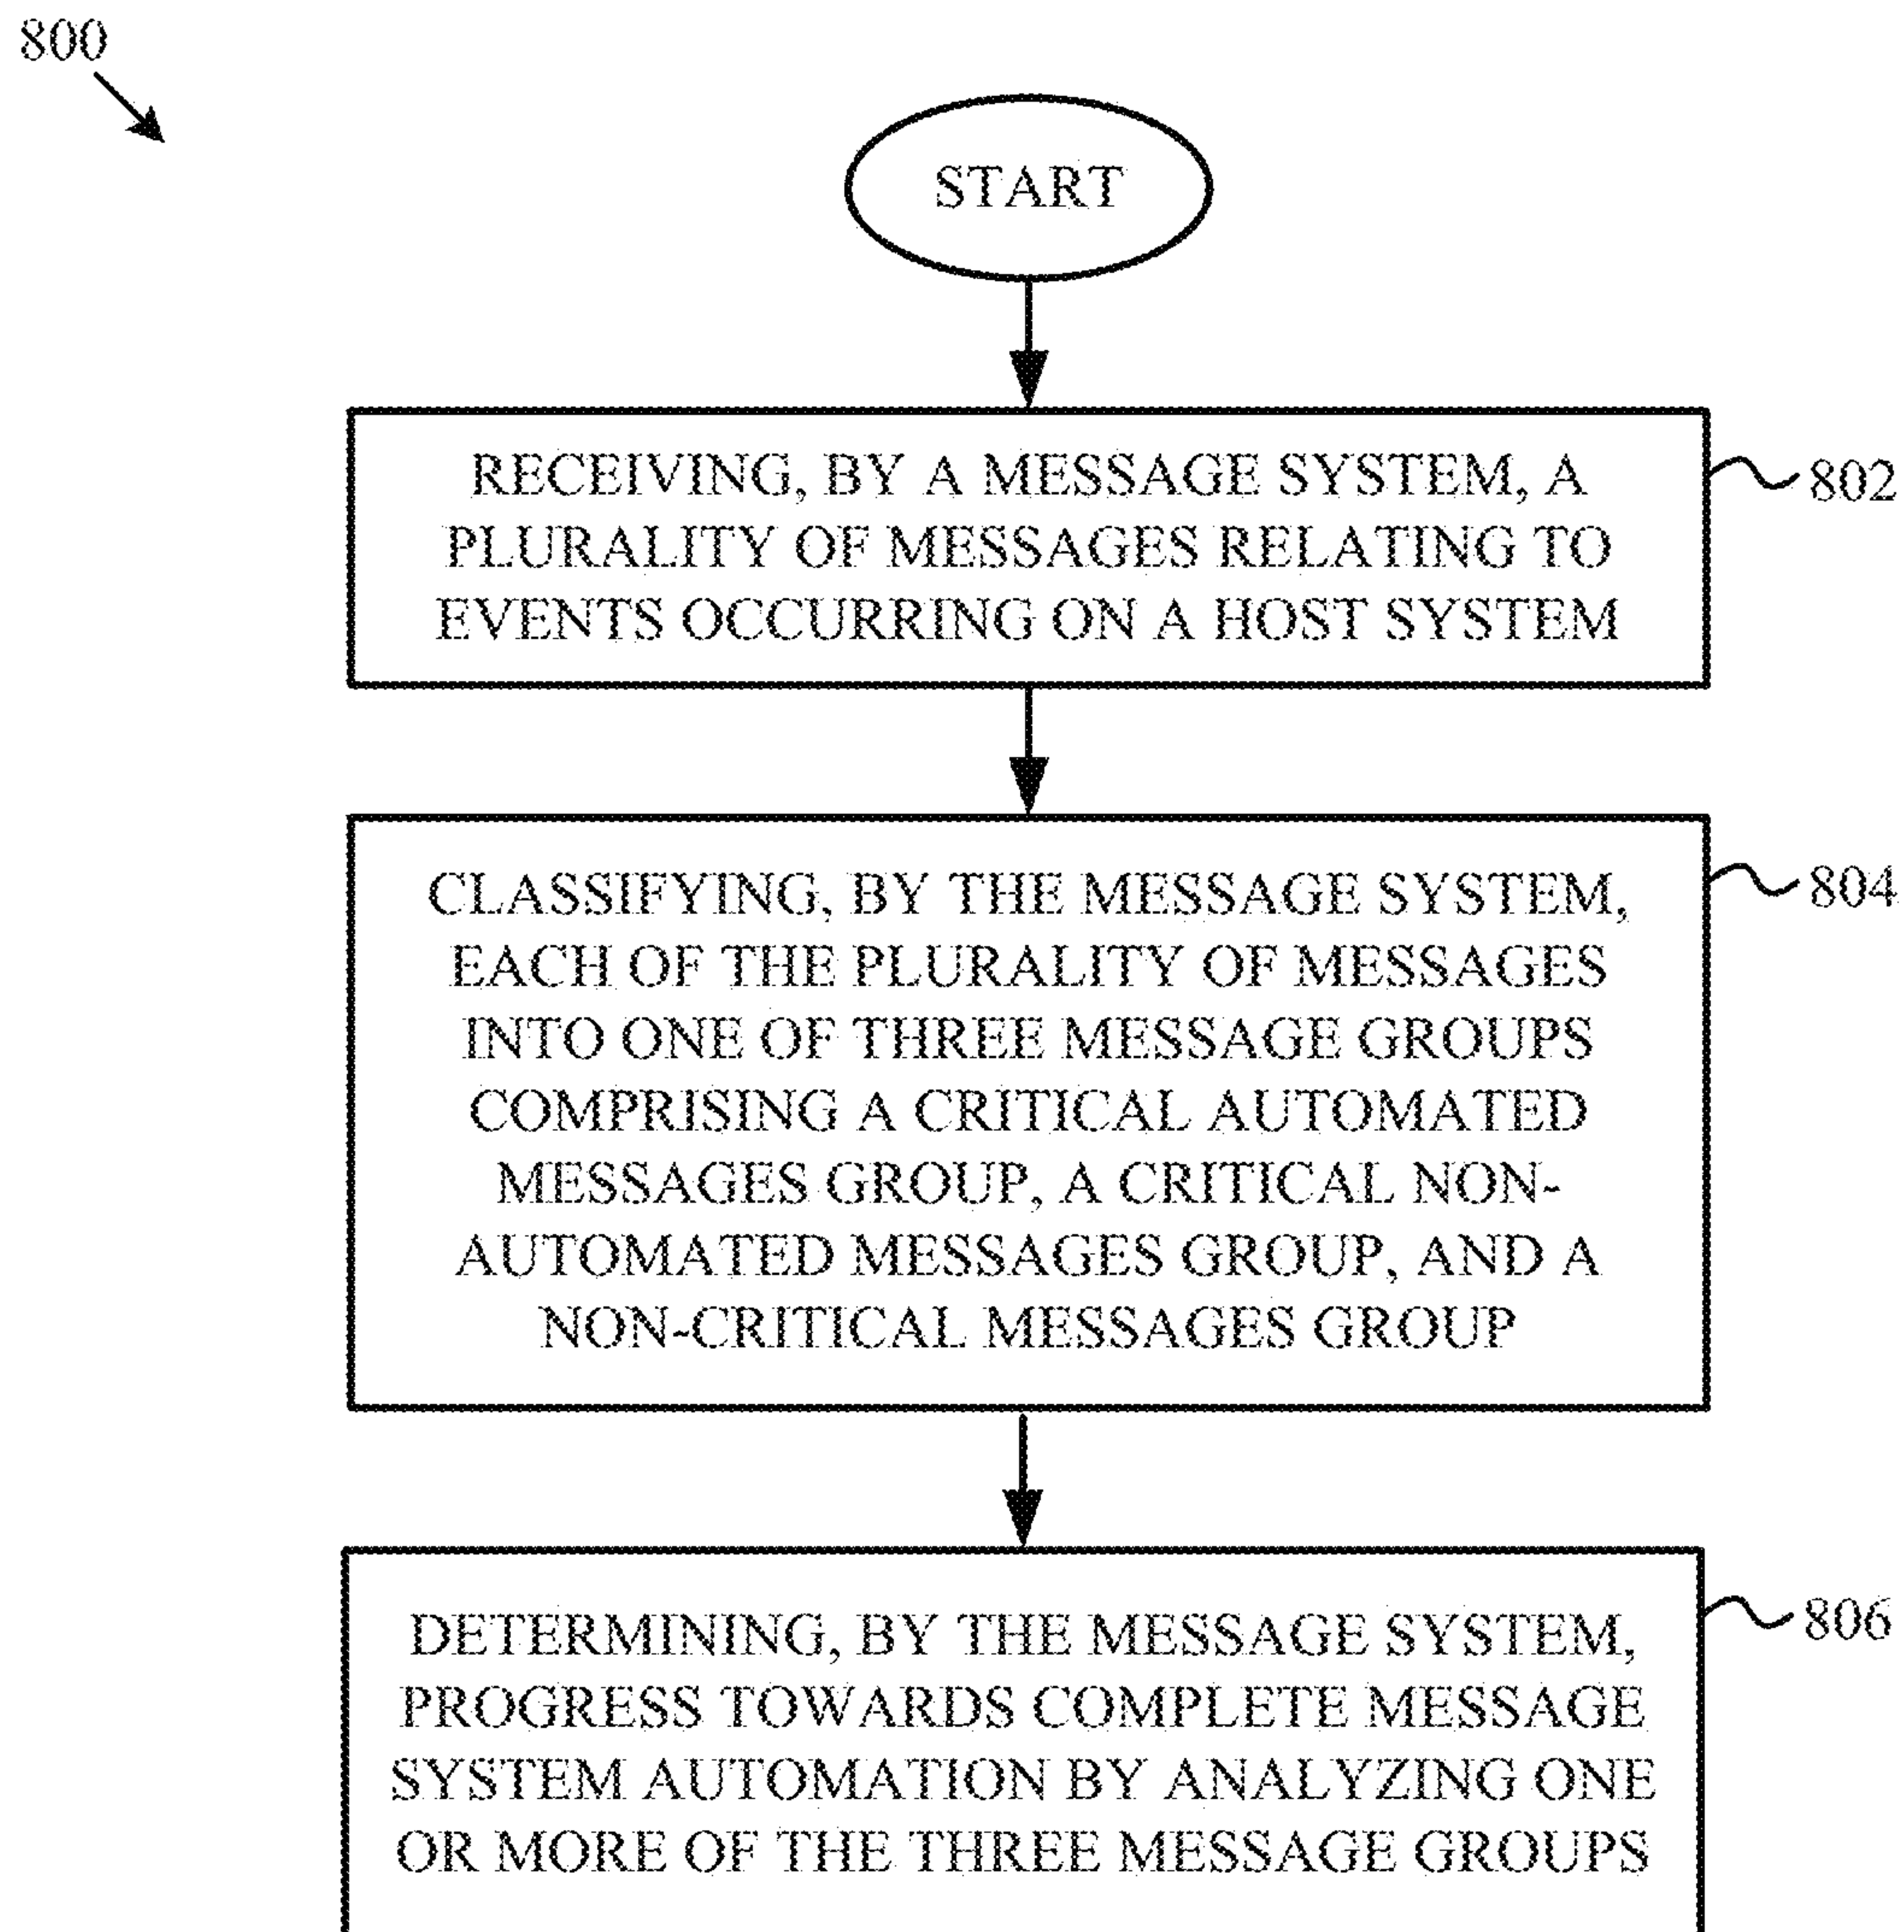 800
START
RECEIVING, BY A MESSAGE SYSTEM, A
PLURALITY OF MESSAGES RELATING TO
EVENTS OCCURRING ON A HOST SYSTEM
802
CLASSIFYING, BY THE MESSAGE SYSTEM,
EACH OF THE PLURALITY OF MESSAGES
INTO ONE OF THREE MESSAGE GROUPS
COMPRISING A CRITICAL AUTOMATED
MESSAGES GROUP, A CRITICAL NON-
AUTOMATED MESSAGES GROUP, AND A
NON-CRITICAL MESSAGES GROUP
804
DETERMINING, BY THE MESSAGE SYSTEM,
PROGRESS TOWARDS COMPLETE MESSAGE
SYSTEM AUTOMATION BY ANALYZING ONE
OR MORE OF THE THREE MESSAGE GROUPS
806